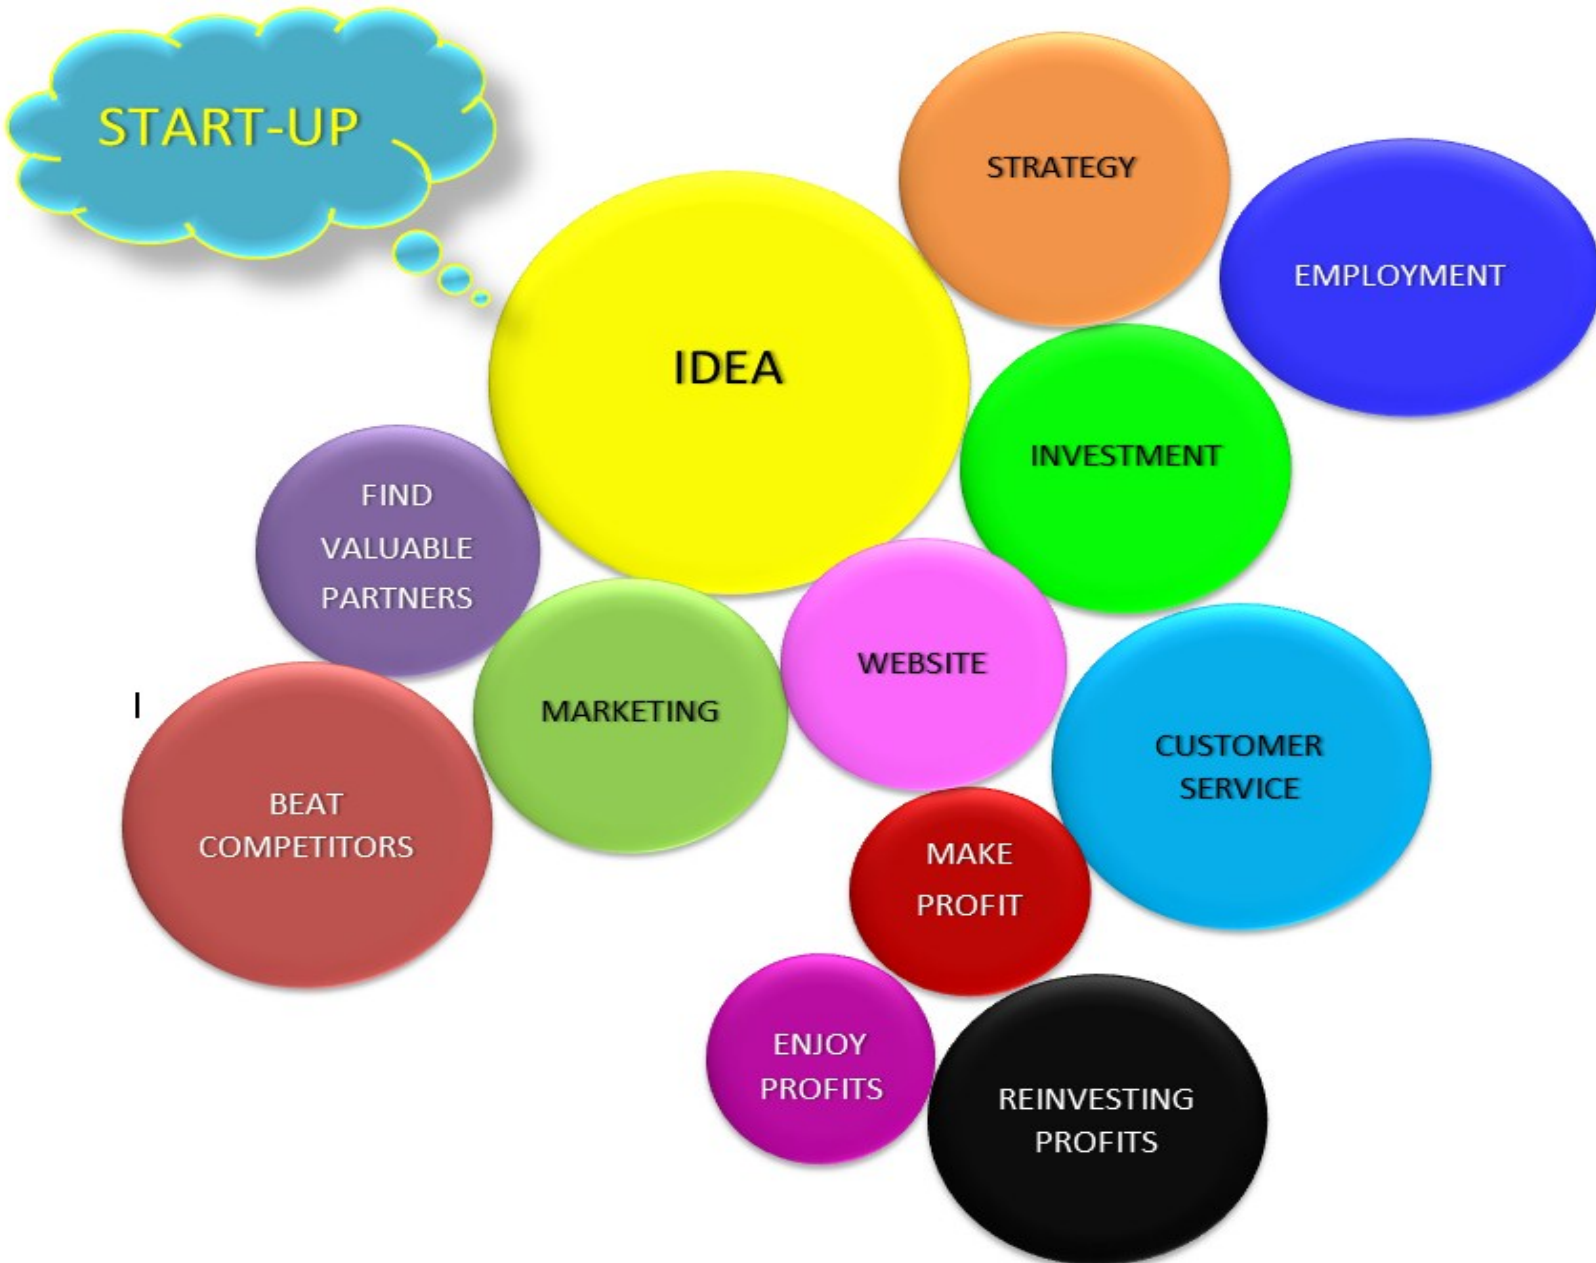 START-UP
STRATEGY
EMPLOYMENT
IDEA
INVESTMENT
FIND
VALUABLE
PARTNERS
WEBSITE
MARKETING
CUSTOMER
SERVICE
BEAT
COMPETITORS
MAKE
PROFIT
ENJOY
PROFITS
REINVESTING
PROFITS